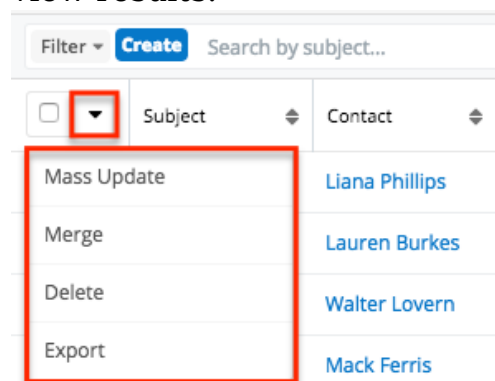 Filter Create Search by subject...
Subject Contact
Mass Update Liana Phillips
Merge Lauren Burkes
Delete Walter Lovern
Export Mack Ferris